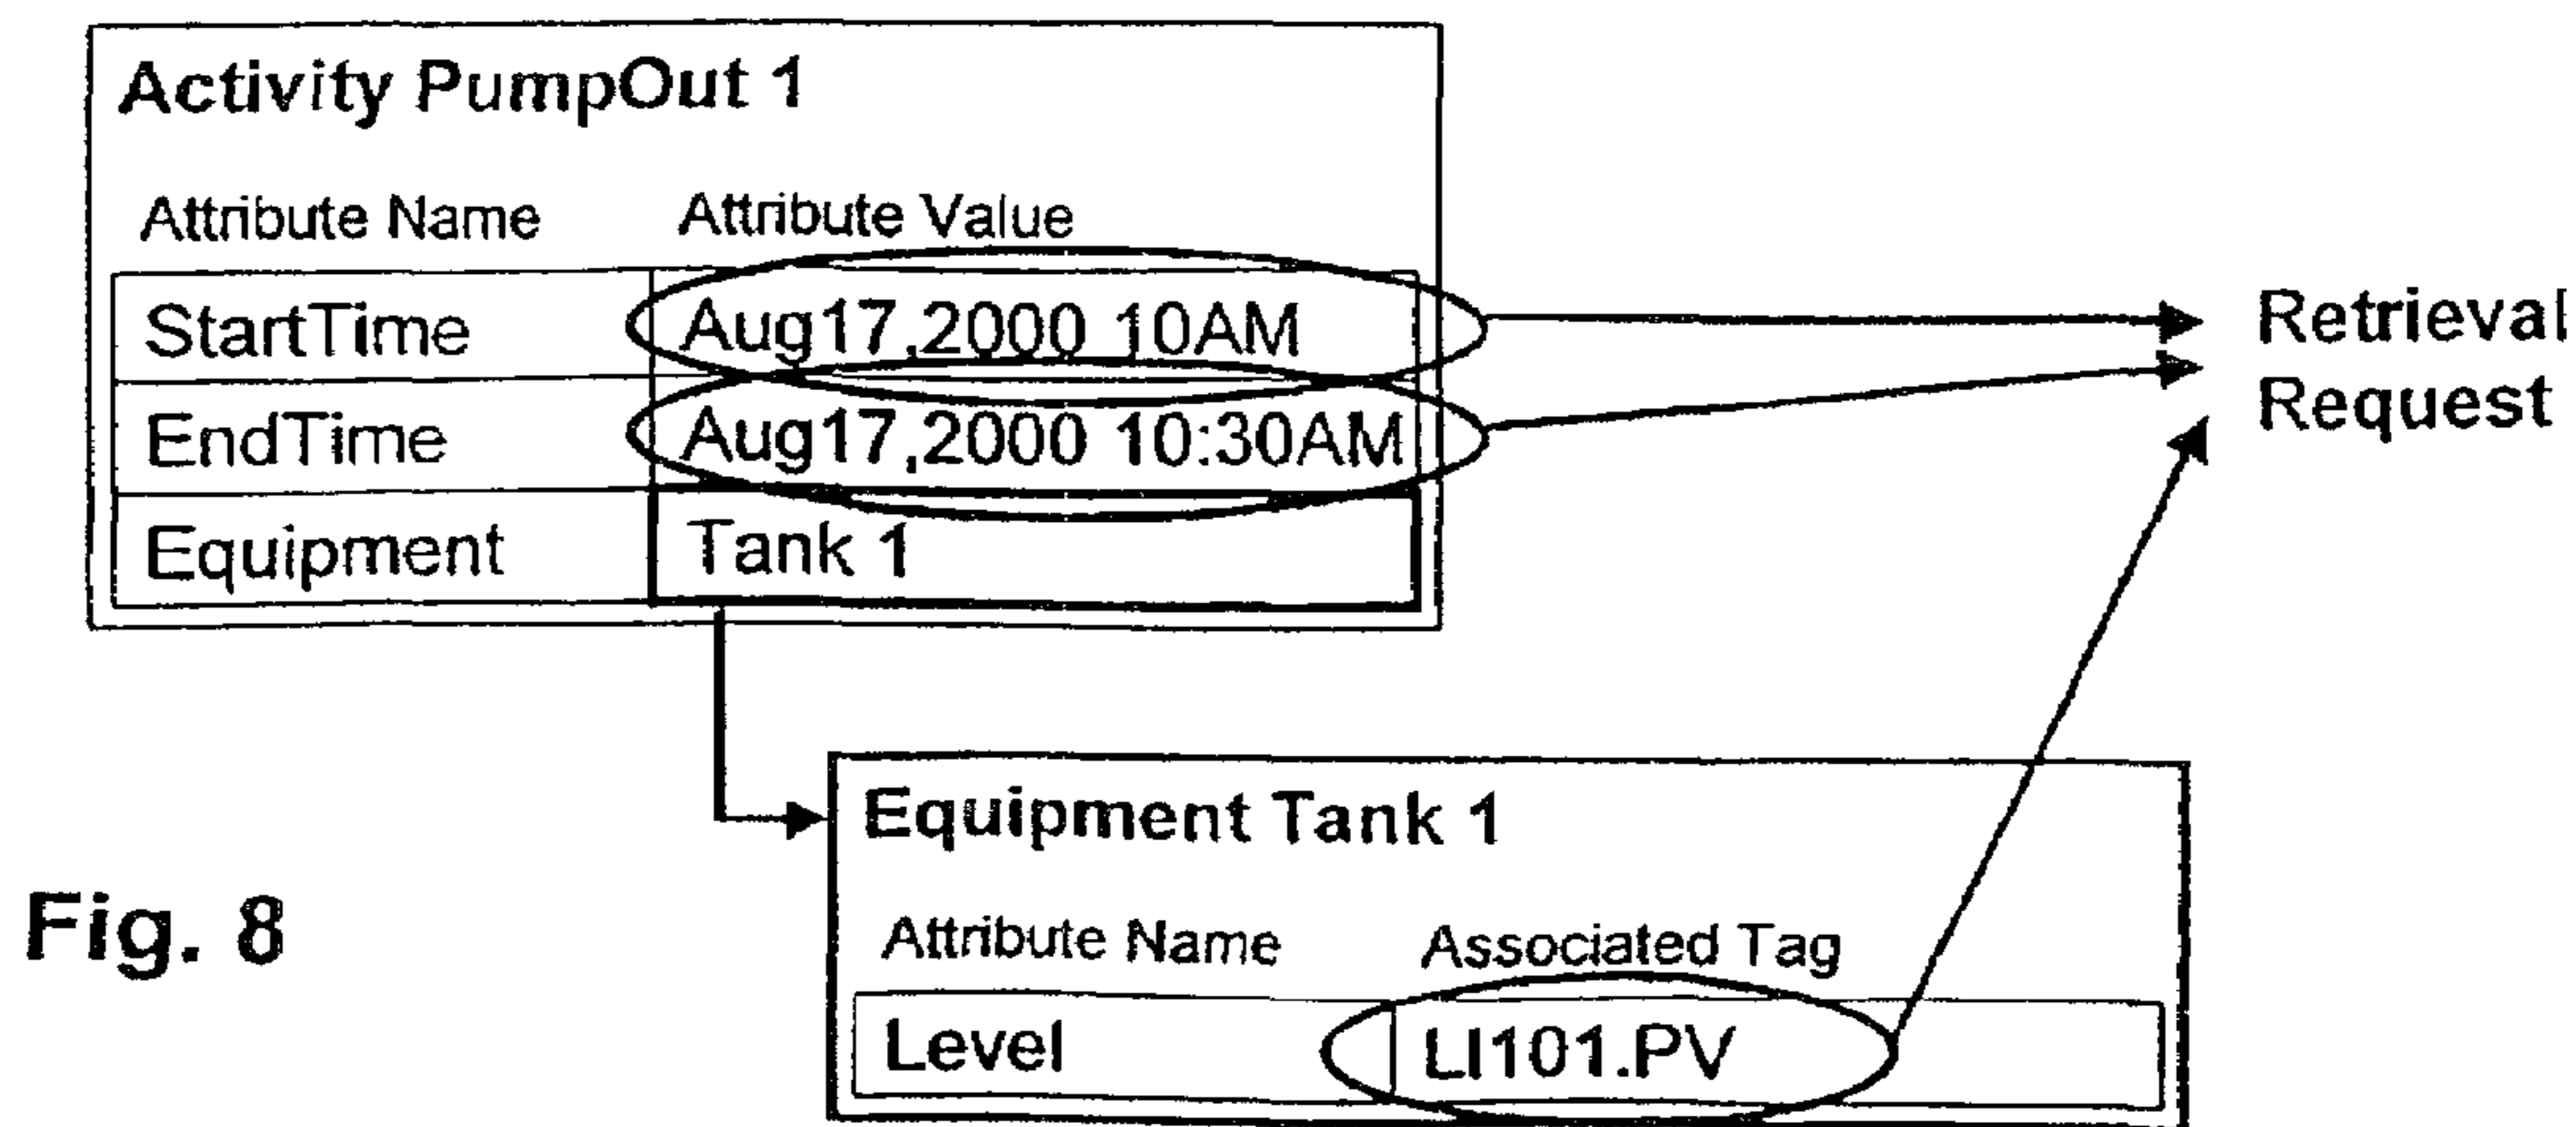 Activity PumpOut 1
Attribute Name Attribute Value
StartTime Aug17,2000 10AM
EndTime Aug17,2000 10:30AM
Equipment Tank 1
Retrieval
Request
Equipment Tank 1
Attribute Name Associated Tag
Level LI101.PV
Fig. 8